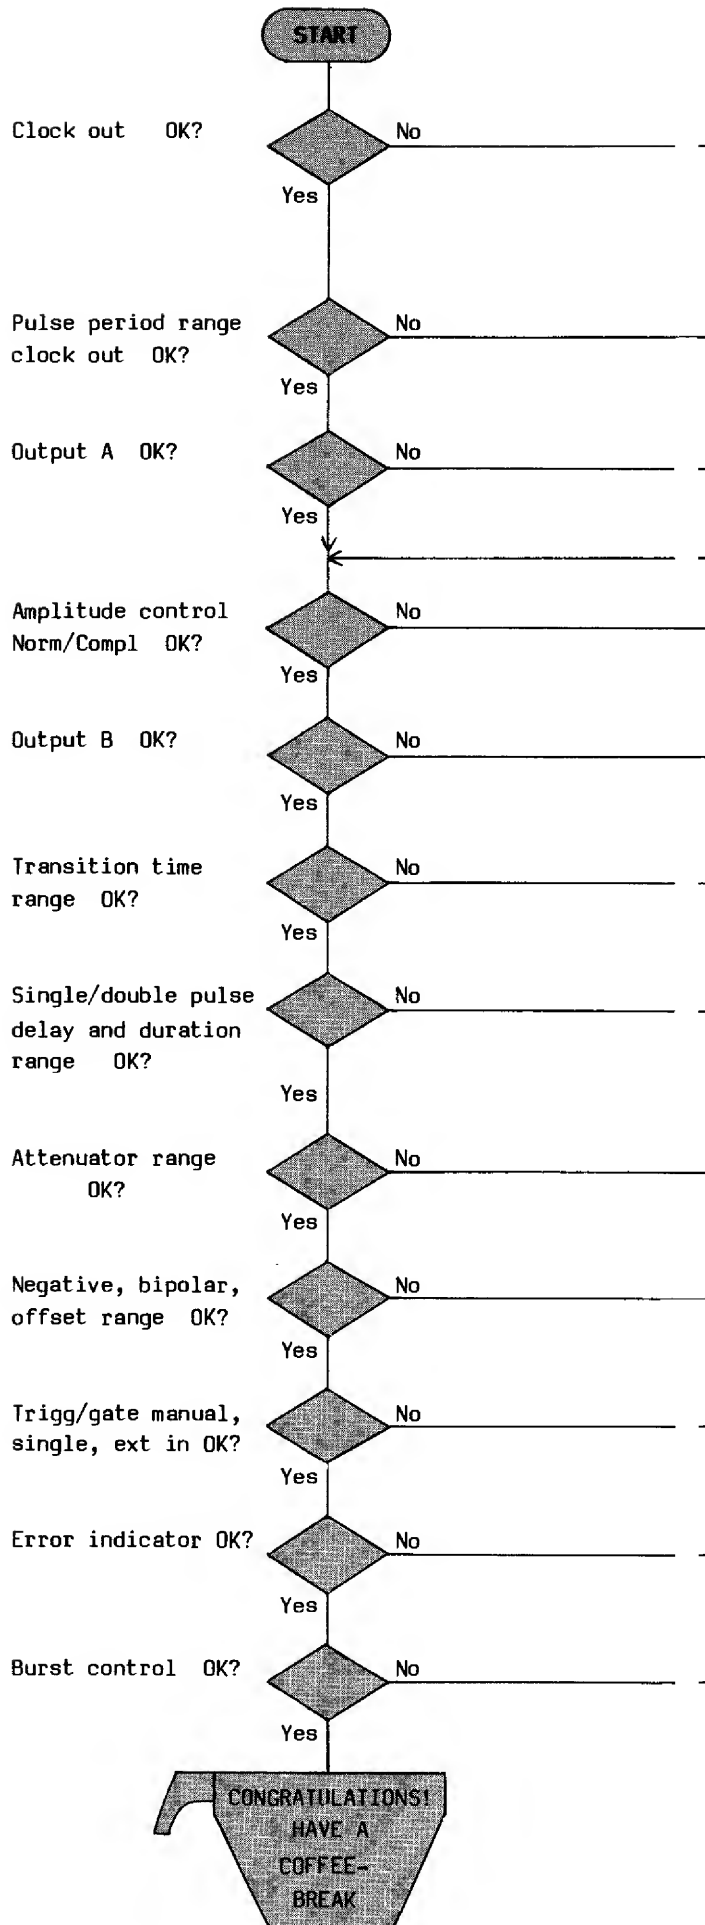 START
Clock out OK?
No
Yes
Pulse period range
clock out OK?
No
Yes
Output A OK?
No
Yes
Amplitude control
Norm/Compl OK?
No
Yes
Output B OK?
No
Yes
Transition time
range OK?
No
Yes
Single/double pulse
delay and duration
range OK?
No
Yes
Attenuator range
OK?
No
Yes
Negative, bipolar,
offset range OK?
No
Yes
Trigg/gate manual,
single, ext in OK?
No
Yes
Error indicator OK?
No
Yes
Burst control OK?
No
Yes
CONGRATULATIONS!
HAVE A
COFFEE-
BREAK